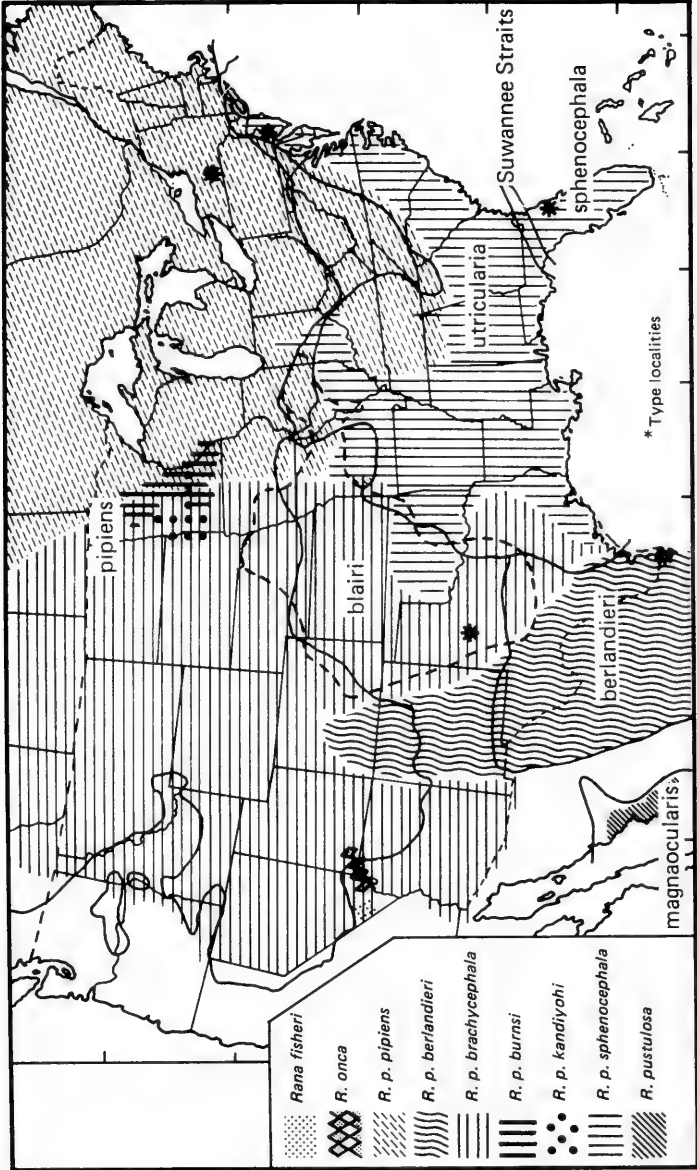 pipiens
blairi
berlandieri
magnaocularis
utricularia
sphenocephala
Suwannee Straits
* Type localities
Rana fisheri
R. onca
R. p. pipiens
R. p. berlandieri
R. p. brachycephala
R. p. burnsi
R. p. kandiyohi
R. p. sphenocephala
R. pustulosa